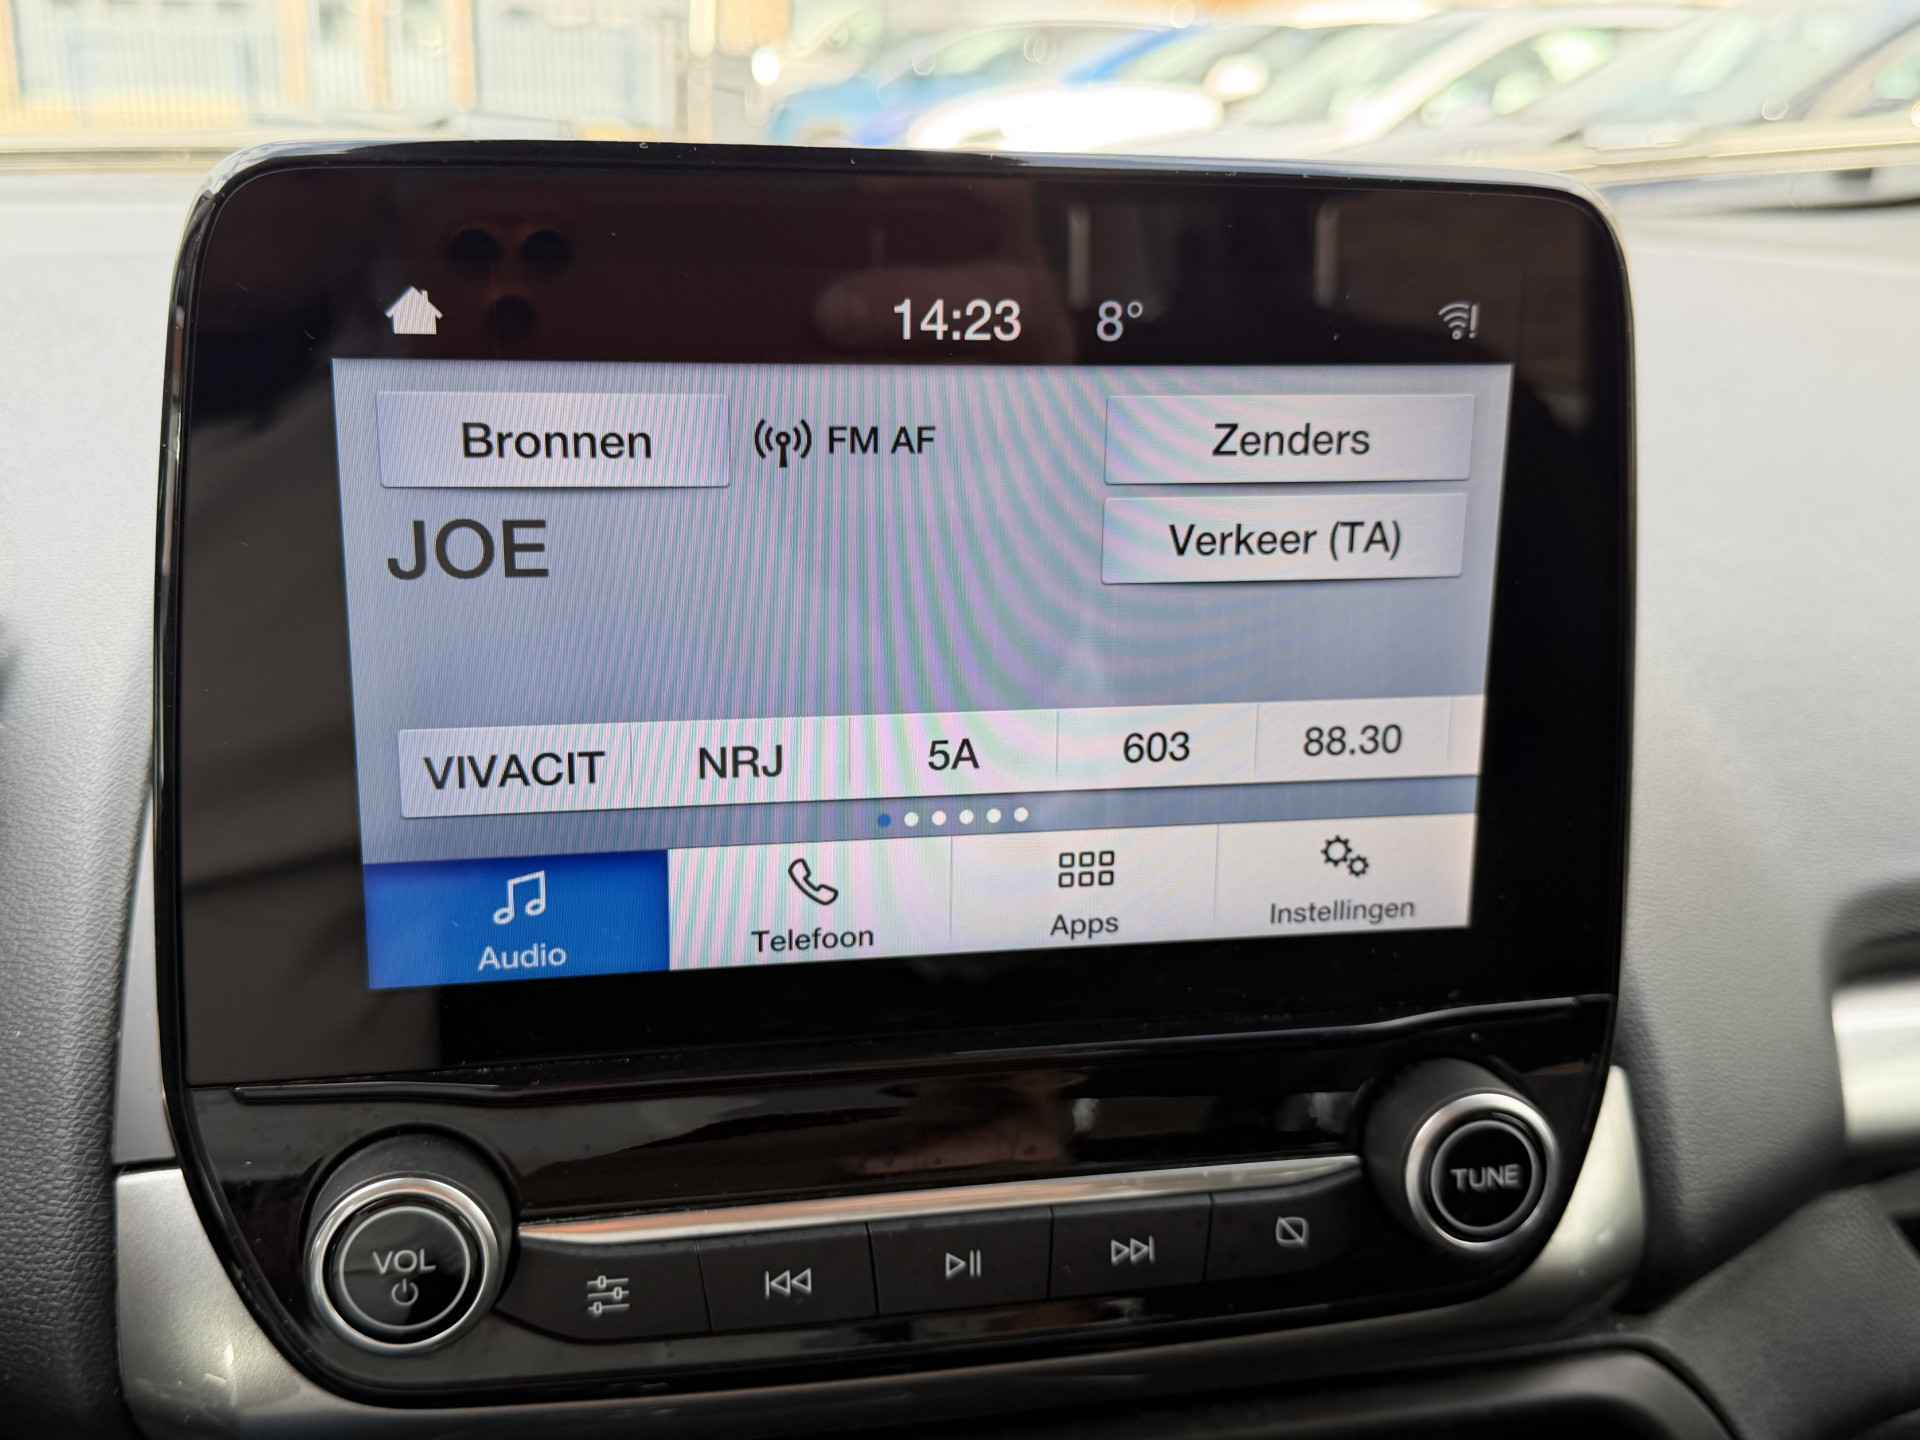 14:23 8°
Bronnen FM AF Zenders
JOE Verkeer (TA)
VIVACIT NRJ 5A 603 88.30
Audio Telefoon Apps Instellingen
VOL TUNE